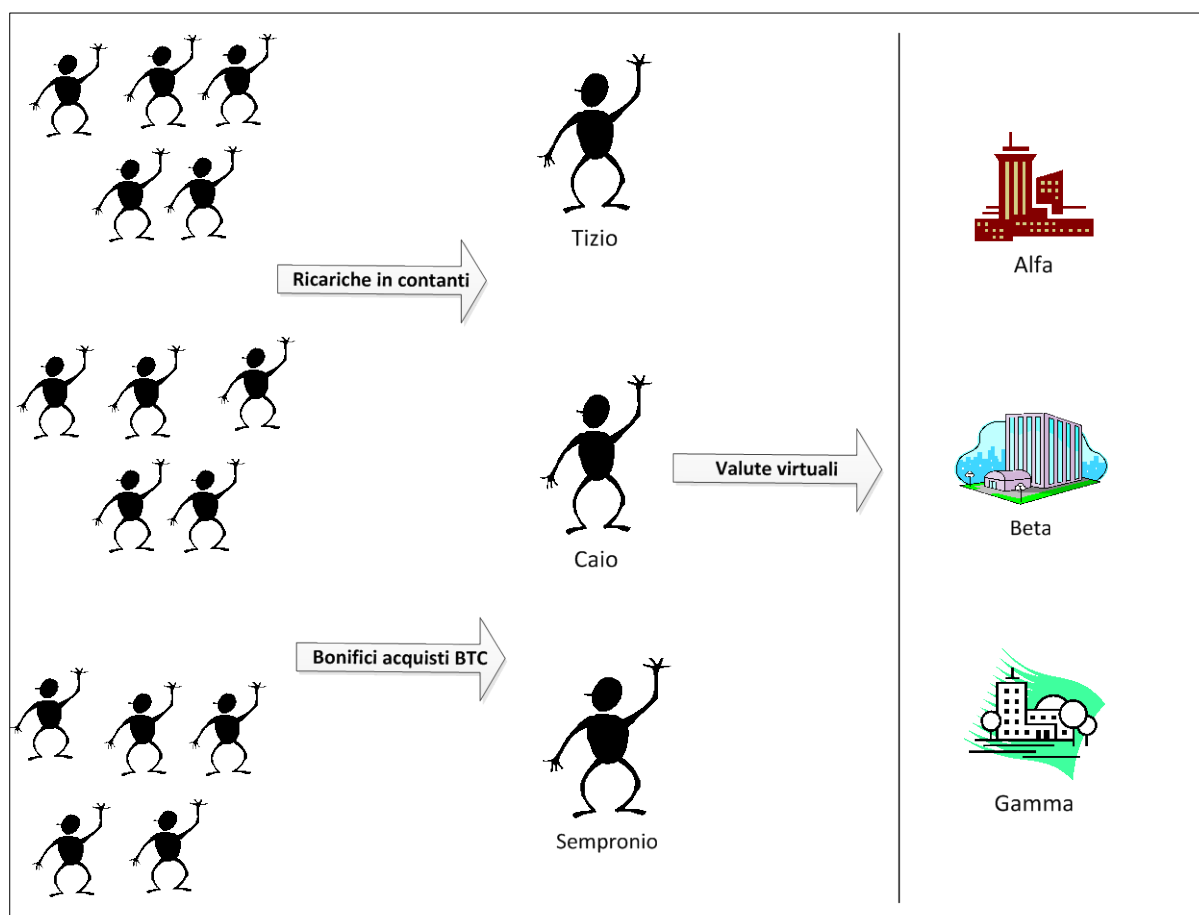 Tizio
Ricariche in contanti
Alfa
Caio
Valute virtuali
Beta
Bonifici acquisti BTC
Sempronio
Gamma